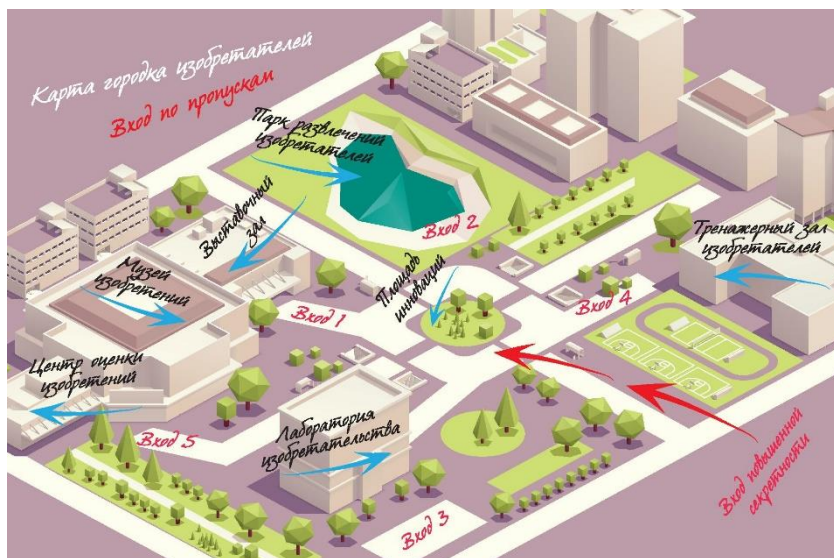 Карта городка изобретателей
Вход по пропускам
Парк развлечений
изобретателей
Выставочный
зал
Вход 2
Музей
изобретений
Площадь
инноваций
Тренажерный зал
изобретателей
Вход 4
Вход 1
Центр оценки
изобретений
Лаборатория
изобретательства
Вход 5
Вход 3
Вход повышенной
секретности